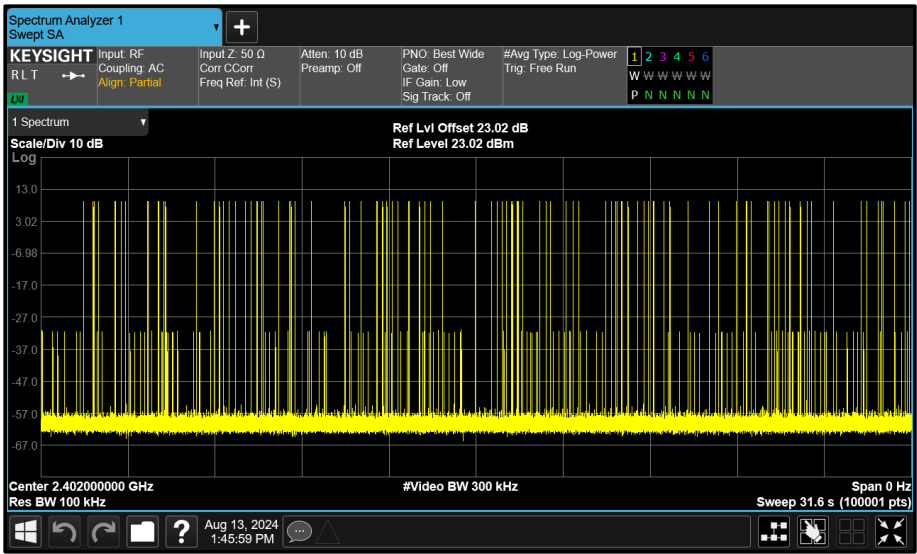 Spectrum Analyzer 1
Swept SA
+
KEYSIGHT
RLT
LXI
Input: RF
Coupling: AC
Align: Partial
Input Z: 50 Ω
Corr CCorr
Freq Ref: Int (S)
Atten: 10 dB
Preamp: Off
PNO: Best Wide
Gate: Off
IF Gain: Low
Sig Track: Off
#Avg Type: Log-Power
Trig: Free Run
1 2 3 4 5 6
W W W W W W
P N N N N N
1 Spectrum
Scale/Div 10 dB
Ref Lvl Offset 23.02 dB
Ref Level 23.02 dBm
Log
13.0
3.02
-6.98
-17.0
-27.0
-37.0
-47.0
-57.0
-67.0
Center 2.402000000 GHz
#Video BW 300 kHz
Span 0 Hz
Res BW 100 kHz
Sweep 31.6 s (100001 pts)
?
Aug 13, 2024
1:45:59 PM